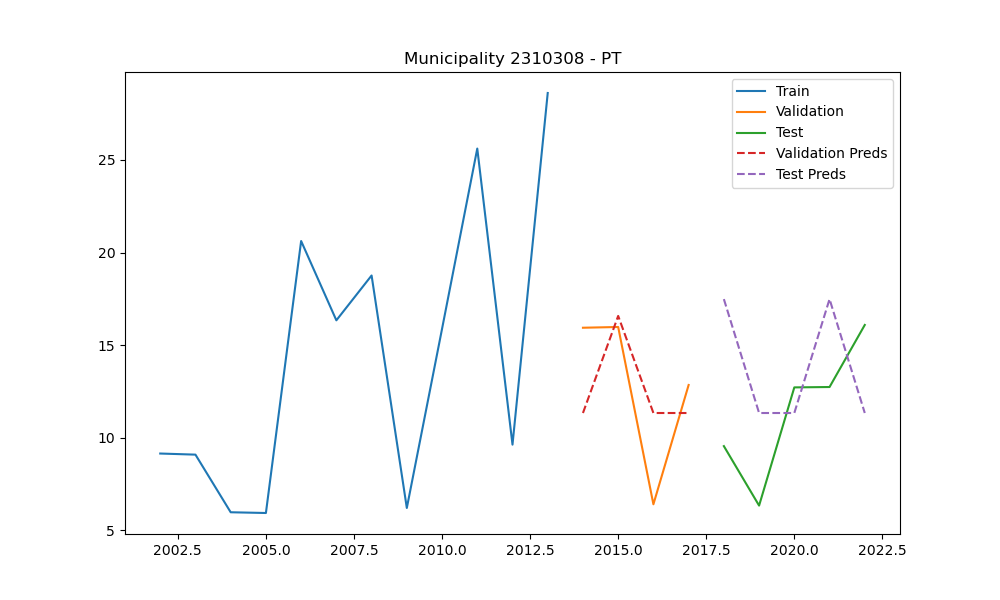 Municipality 2310308 - PT
Train
Validation
Test
Validation Preds
Test Preds
25
20
15
10
5
2002.5 2005.0 2007.5 2010.0 2012.5 2015.0 2017.5 2020.0 2022.5